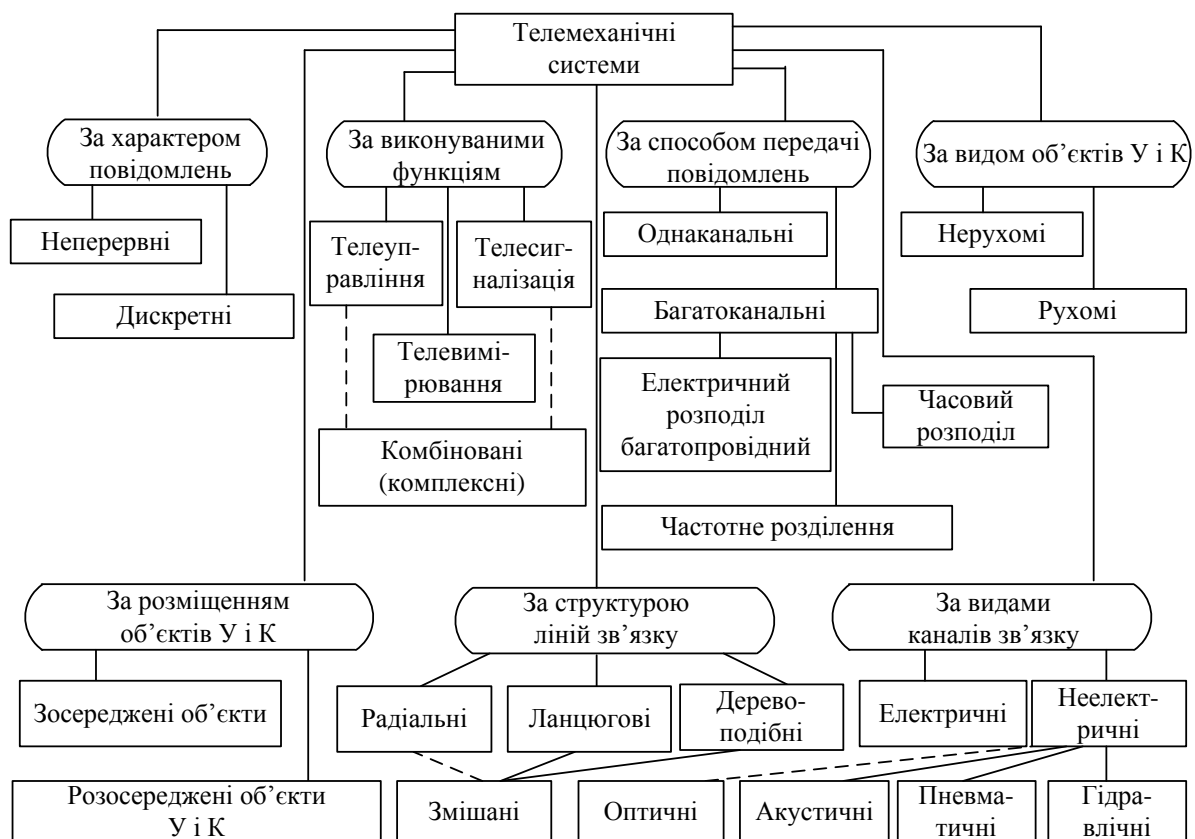 Телемеханічні
системи
За характером
повідомлень
За виконуваними
функціям
За способом передачі
повідомлень
За видом об’єктів У і К
Неперервні
Дискретні
Телеуп-
равління
Телесиг-
налізація
Телевимі-
рювання
Комбіновані
(комплексні)
Однаканальні
Багатоканальні
Електричний
розподіл
багатопровідний
Часовий
розподіл
Частотне розділення
Нерухомі
Рухомі
За розміщенням
об’єктів У і К
За структурою
ліній зв’язку
За видами
каналів зв’язку
Зосереджені об’єкти
Розосереджені об’єкти
У і К
Радіальні
Ланцюгові
Дерево-
подібні
Змішані
Електричні
Неелект-
ричні
Оптичні
Акустичні
Пневма-
тичні
Гідра-
влічні